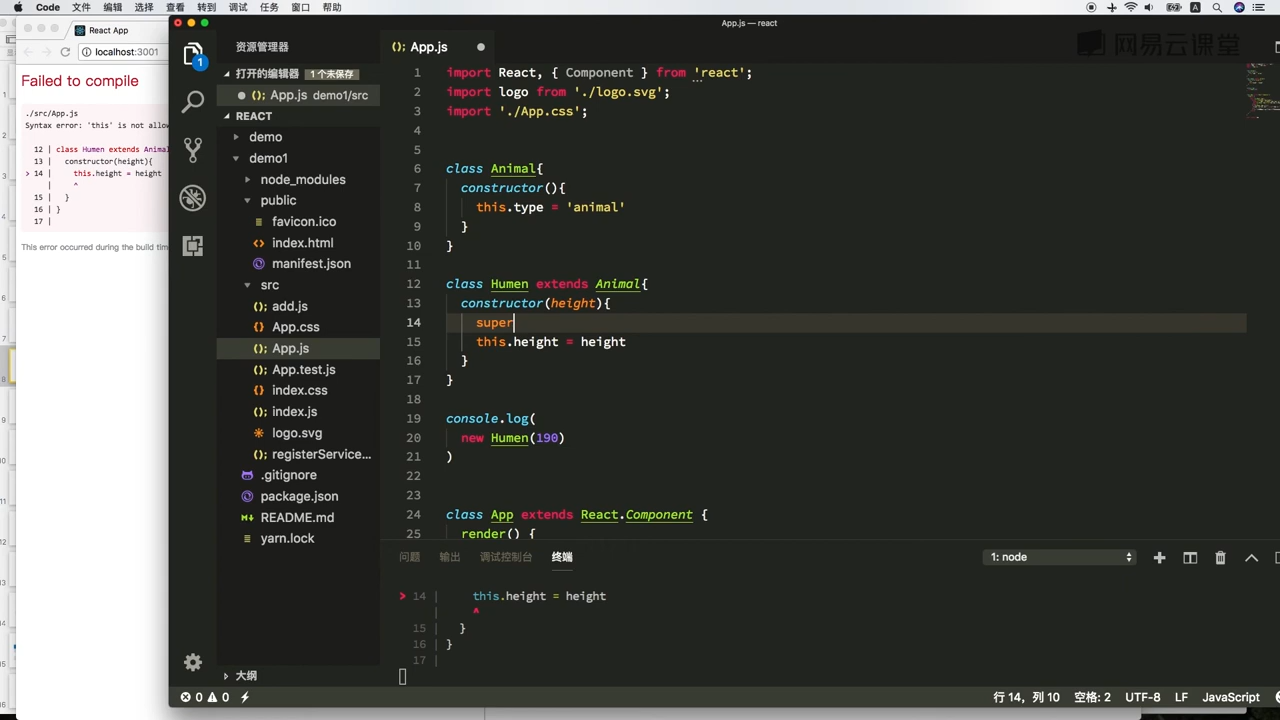 Code 文件 编辑 选择 查看 转到 调试 任务 窗口 帮助
React App
localhost:3001
Failed to compile
./src/App.js
Syntax error: 'this' is not allow
12 | class Humen extends Animal
13 | constructor(height){
> 14 | this.height = height
| ^
15 | }
16 | }
17 |
This error occurred during the build tim
App.js — react
网易云课堂
资源管理器
打开的编辑器 1 个未保存
App.js demo1/src
REACT
demo
demo1
node_modules
public
favicon.ico
index.html
manifest.json
src
add.js
App.css
App.js
App.test.js
index.css
index.js
logo.svg
registerService...
.gitignore
package.json
README.md
yarn.lock
大纲
1
App.js
1 import React, { Component } from 'react';
2 import logo from './logo.svg';
3 import './App.css';
4
5
6 class Animal{
7 constructor(){
8 this.type = 'animal'
9 }
10 }
11
12 class Humen extends Animal{
13 constructor(height){
14 super
15 this.height = height
16 }
17 }
18
19 console.log(
20 new Humen(190)
21 )
22
23
24 class App extends React.Component {
25 render() {
问题 输出 调试控制台 终端
1: node
> 14 | this.height = height
| ^
15 | }
16 | }
17 |
0 0
行 14，列 10 空格: 2 UTF-8 LF JavaScript